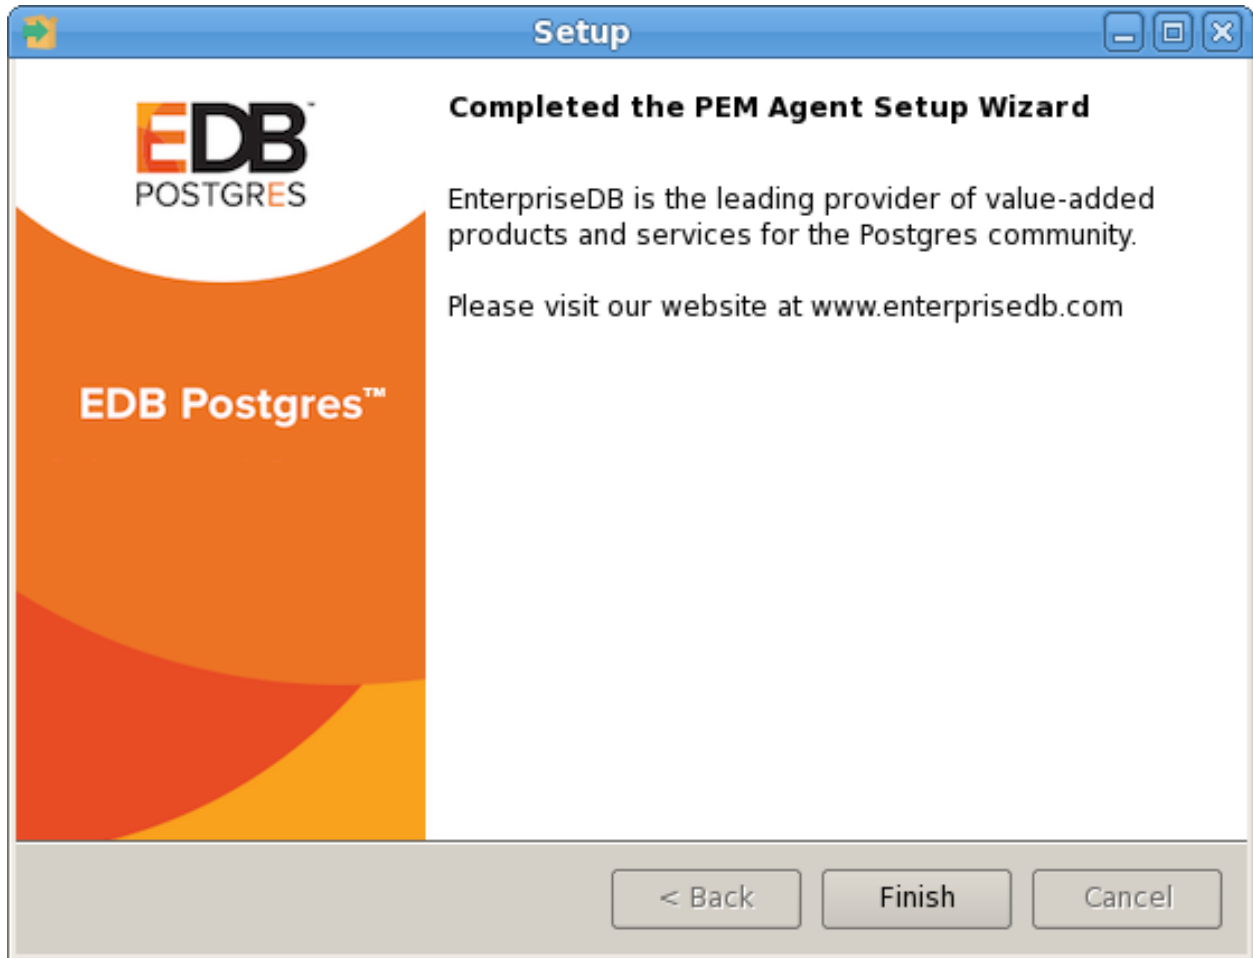 Setup
EDB™
POSTGRES
EDB Postgres™
Completed the PEM Agent Setup Wizard
EnterpriseDB is the leading provider of value-added
products and services for the Postgres community.
Please visit our website at www.enterprisedb.com
< Back
Finish
Cancel